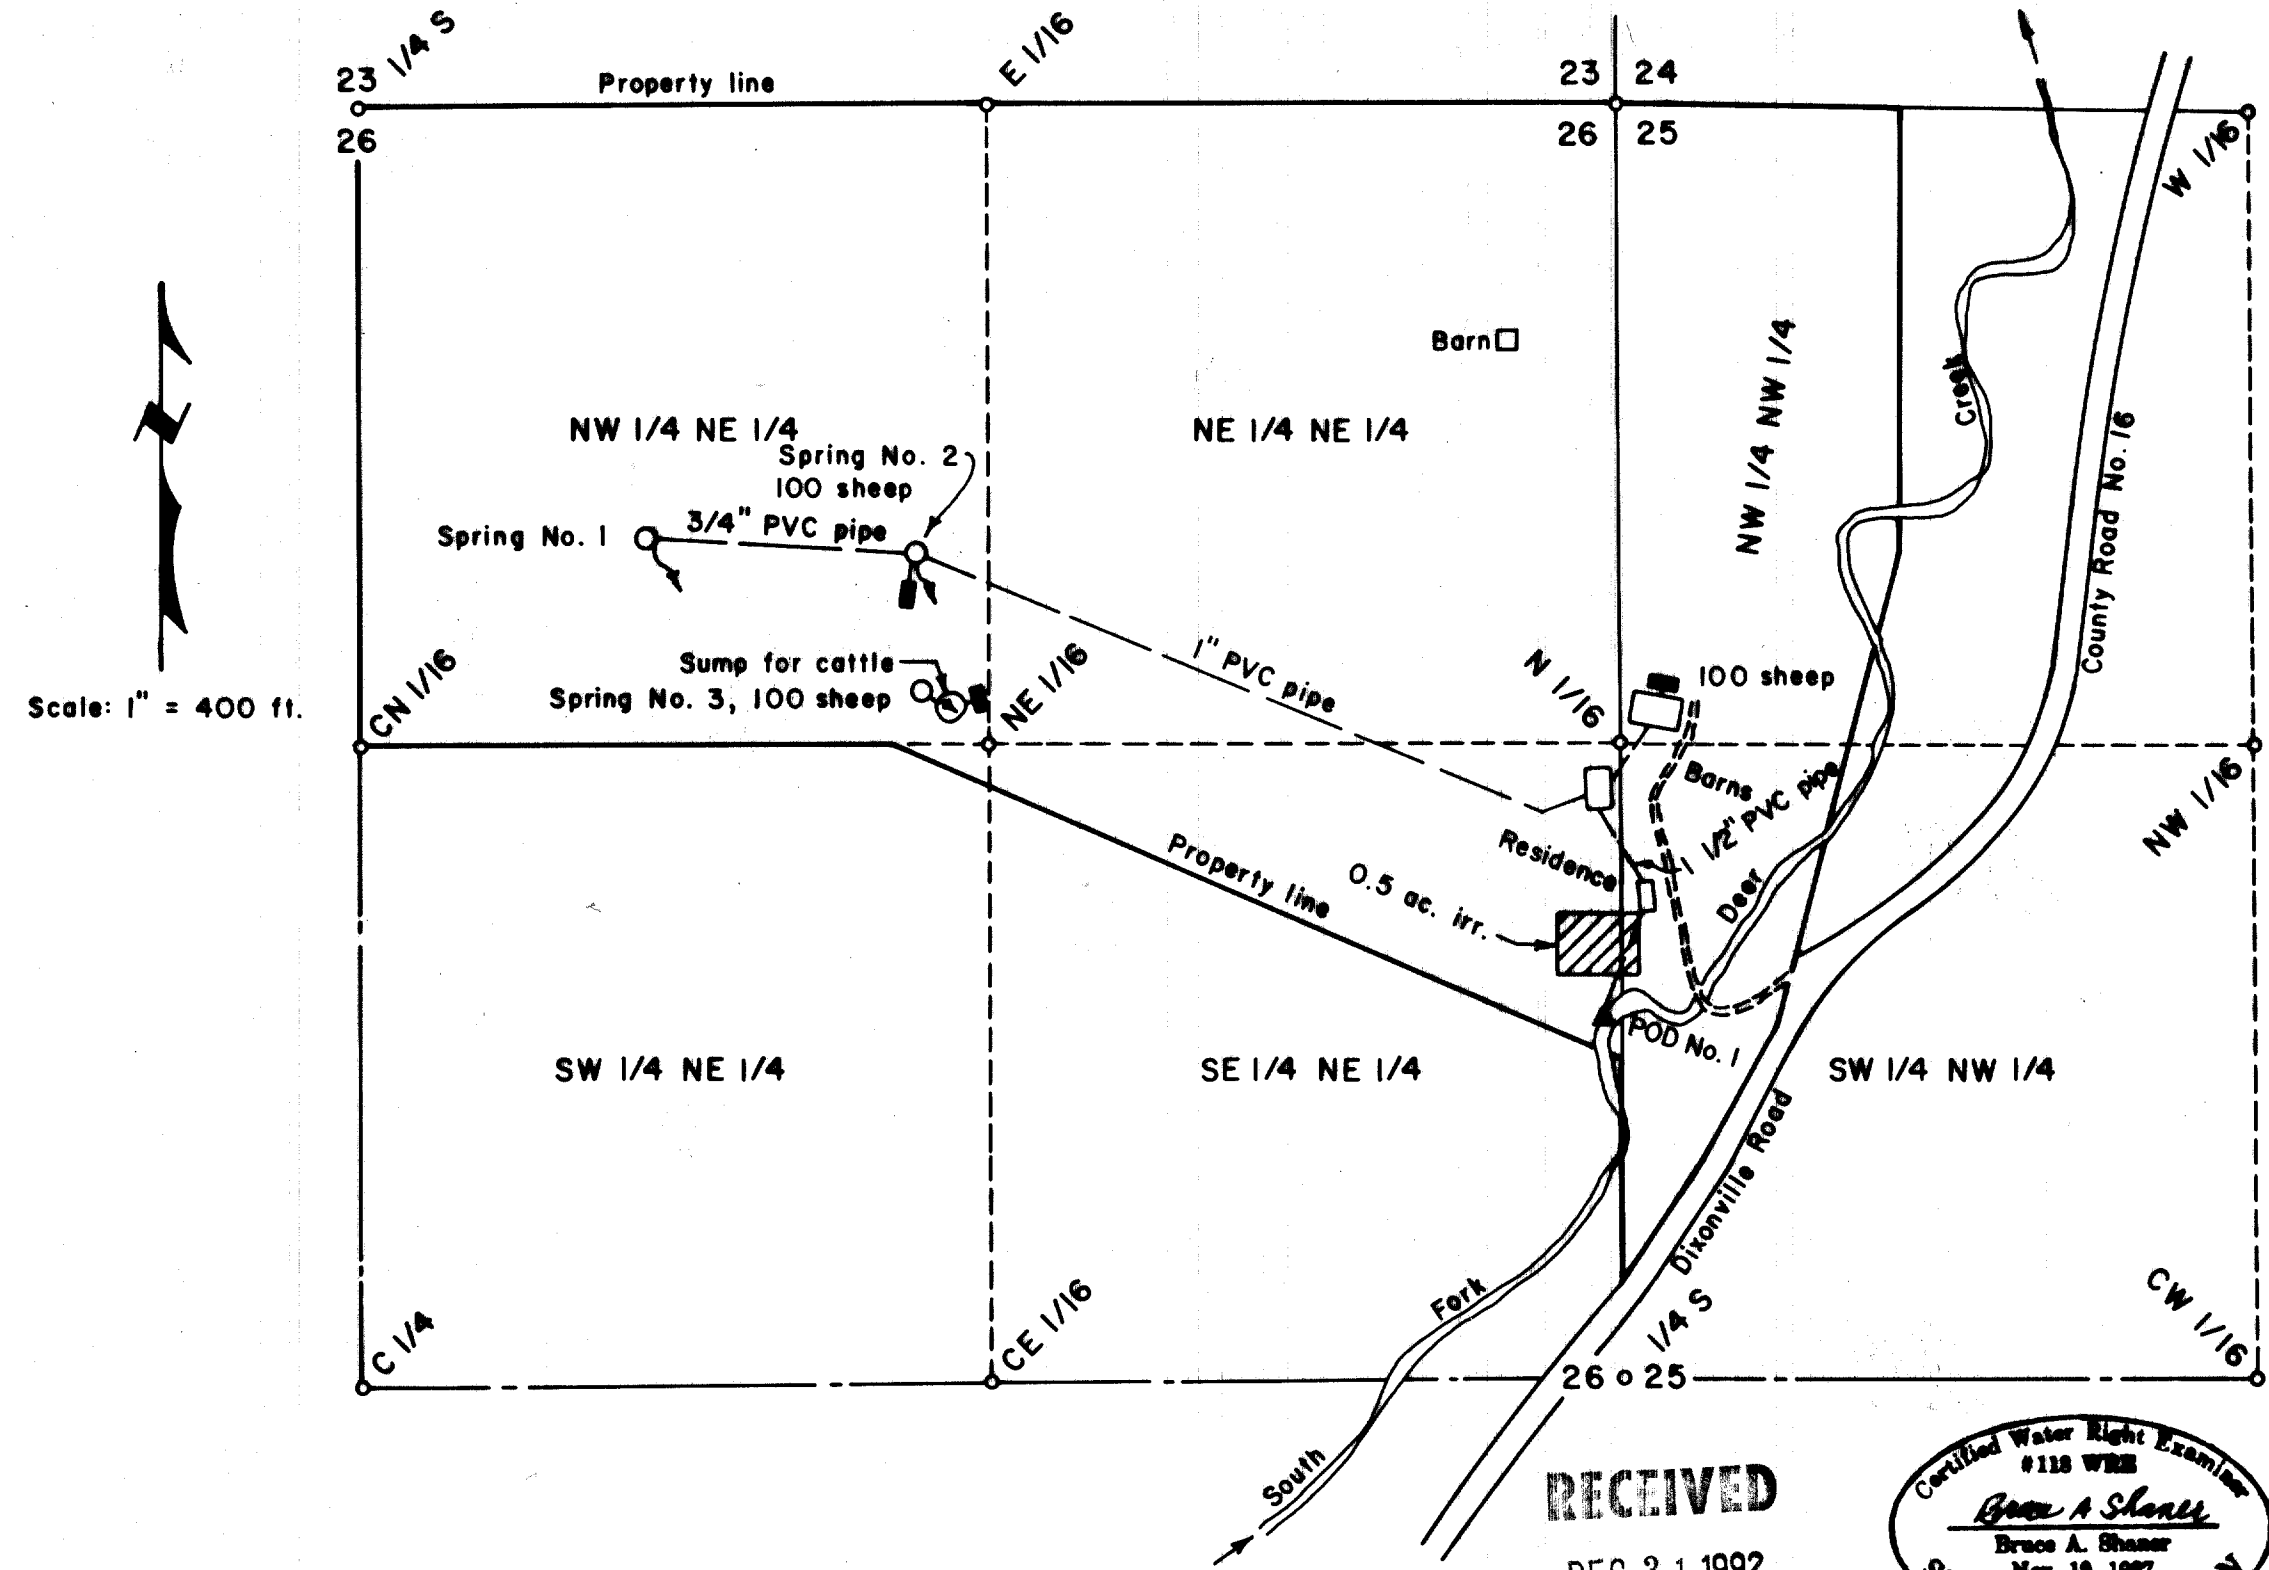 23 1/4 S
Property line
E 1/16
23 24
26
26 25
W 1/16
Barn
NW 1/4 NE 1/4
NE 1/4 NE 1/4
NW 1/4 NW 1/4
Creek
County Road No. 16
Spring No. 2
100 sheep
Spring No. 1
3/4" PVC pipe
1" PVC pipe
Sump for cattle
Spring No. 3, 100 sheep
Scale: 1" = 400 ft.
CN 1/16
NE 1/16
N 1/16
100 sheep
Barns
1 1/2" PVC pipe
NW 1/16
Residence
Property line
0.5 ac. irr.
Deer
POD No. 1
SW 1/4 NE 1/4
SE 1/4 NE 1/4
SW 1/4 NW 1/4
Dixonville Road
Fork
C 1/4
CE 1/16
1/4 S
CW 1/16
26 25
South
RECEIVED
DEC 31 1992
Certified Water Right Examiner
#118 WRE
Bruce A Shaner
Bruce A. Shaner